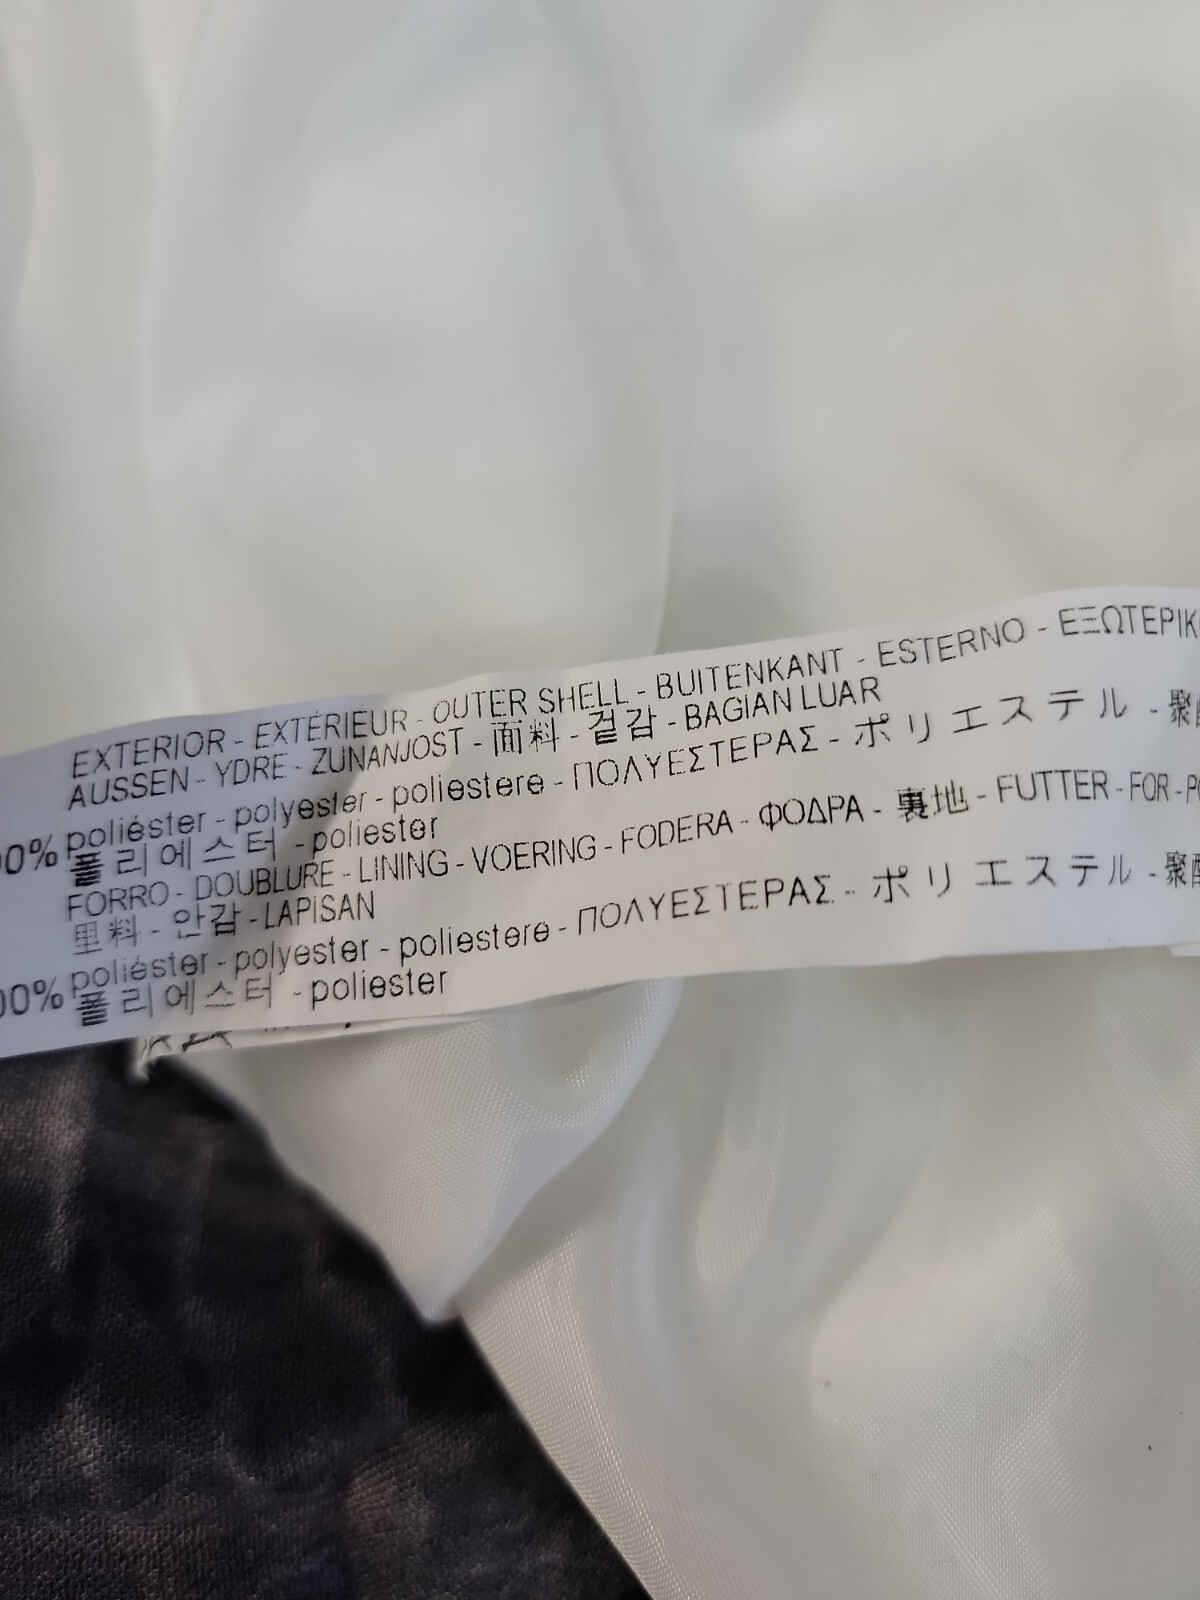 EXTERIOR - EXTÉRIEUR - OUTER SHELL - BUITENKANT - ESTERNO - ΕΞΩΤΕΡΙΚ
AUSSEN - YDRE - ZUNANJOST - 面料 - 겉감 - BAGIAN LUAR
00% poliéster - polyester - poliestere - ΠΟΛΥΕΣΤΕΡΑΣ - ポリエステル - 聚
폴리에스터 - poliester
FORRO - DOUBLURE - LINING - VOERING - FODERA - ΦΟΔΡΑ - 裏地 - FUTTER - FOR - P
里料 - 안감 - LAPISAN
00% poliéster - polyester - poliestere - ΠΟΛΥΕΣΤΕΡΑΣ - ポリエステル - 聚
폴리에스터 - poliester